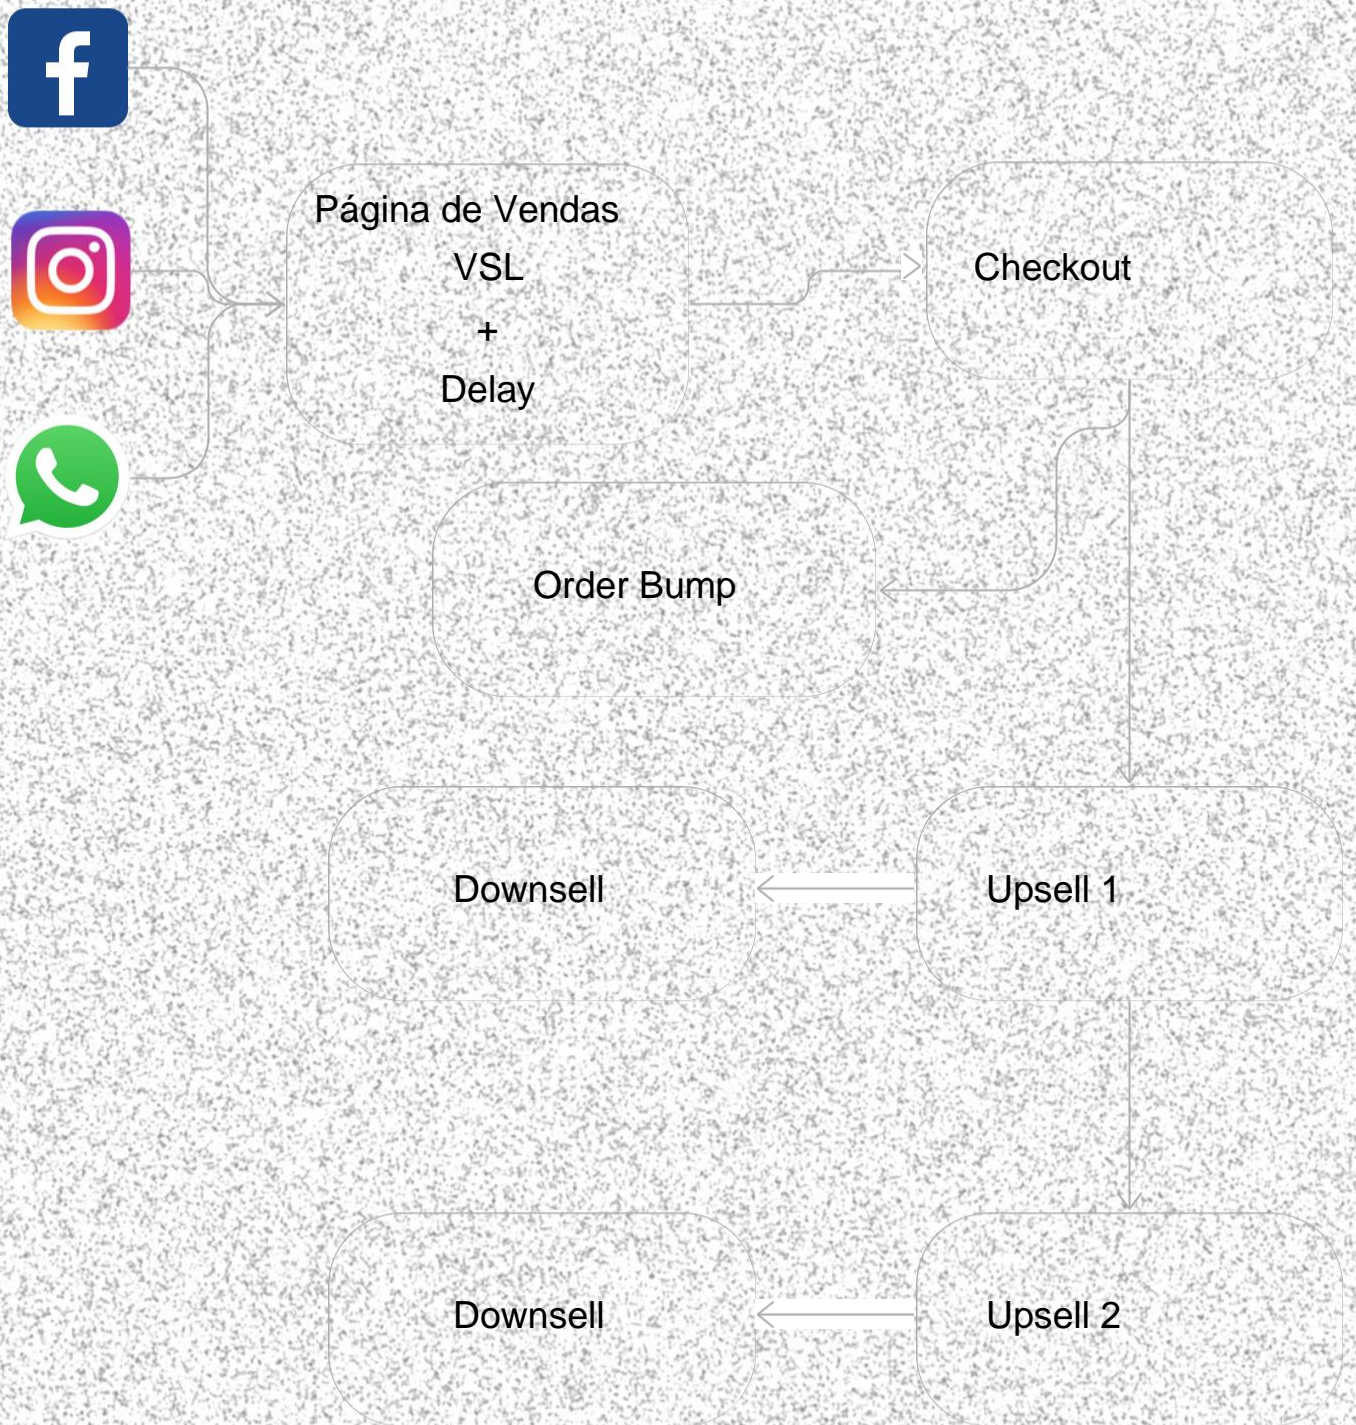 Página de Vendas
VSL
+
Delay
Checkout
Order Bump
Downsell
Upsell 1
Downsell
Upsell 2